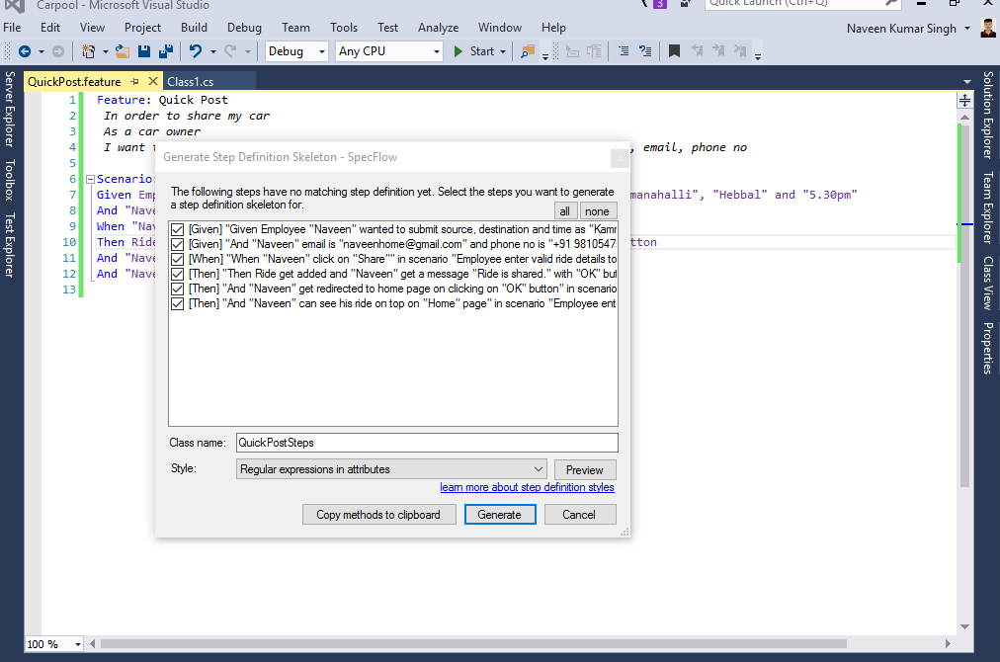 Carpool - Microsoft Visual Studio
3
Quick Launch (Ctrl+Q)
File Edit View Project Build Debug Team Tools Test Analyze Window Help
Naveen Kumar Singh
Debug Any CPU Start
Server Explorer
Toolbox
Test Explorer
QuickPost.feature Class1.cs
1 Feature: Quick Post
2 In order to share my car
3 As a car owner
4 I want , email, phone no
5
6 Scenario:
7 Given Emp manahalli", "Hebbal" and "5.30pm"
8 And "Nave
9 When "Nav
10 Then Ride tton
11 And "Nave
12 And "Nave
13
Generate Step Definition Skeleton - SpecFlow
The following steps have no matching step definition yet. Select the steps you want to generate
a step definition skeleton for.
all none
[Given] "Given Employee "Naveen" wanted to submit source, destination and time as "Kamr
[Given] "And "Naveen" email is "naveenhome@gmail.com" and phone no is "+91 9810547
[When] "When "Naveen" click on "Share"" in scenario "Employee enter valid ride details to
[Then] "Then Ride get added and "Naveen" get a message "Ride is shared." with "OK" but
[Then] "And "Naveen" get redirected to home page on clicking on "OK" button" in scenario
[Then] "And "Naveen" can see his ride on top on "Home" page" in scenario "Employee ent
Class name: QuickPostSteps
Style: Regular expressions in attributes Preview
learn more about step definition styles
Copy methods to clipboard Generate Cancel
Solution Explorer
Team Explorer
Class View
Properties
100 %